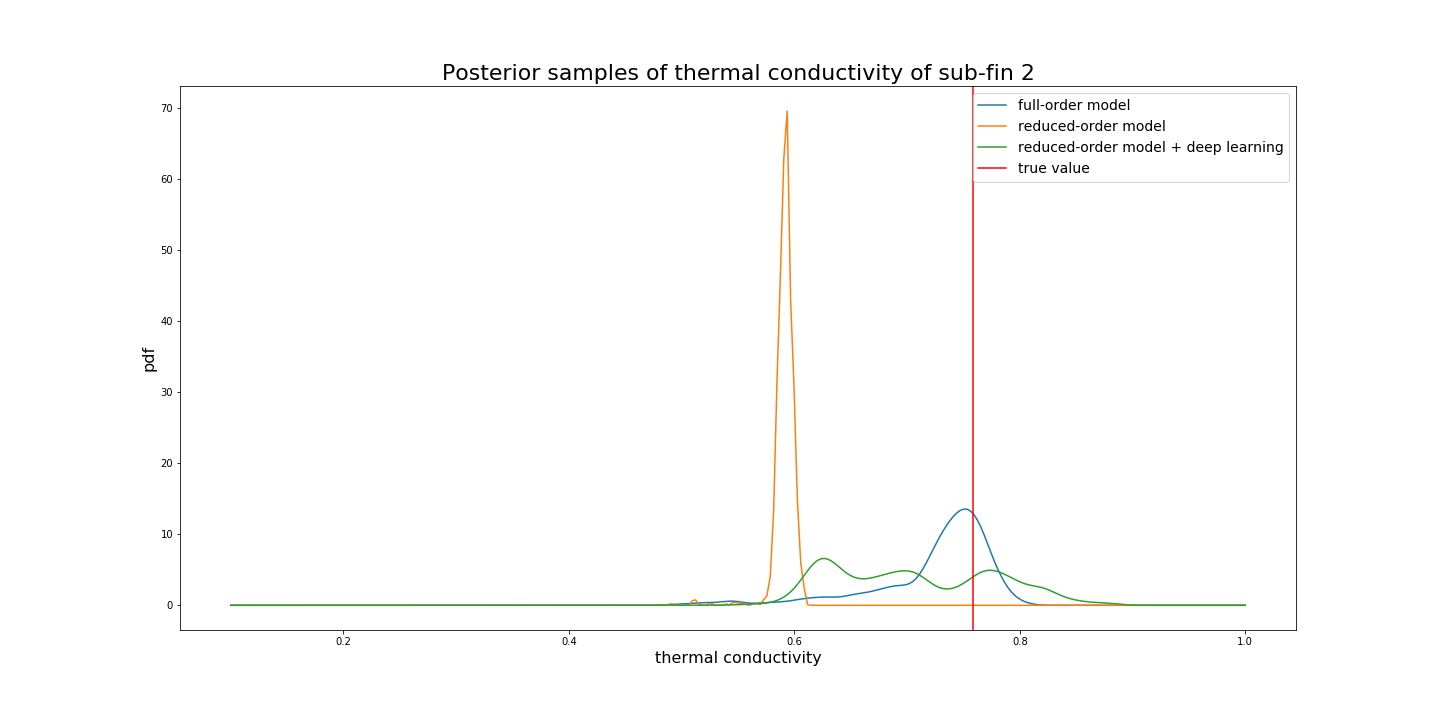 Posterior samples of thermal conductivity of sub-fin 2
full-order model
reduced-order model
reduced-order model + deep learning
true value
70
60
50
40
30
20
10
0
pdf
0.2
0.4
0.6
0.8
1.0
thermal conductivity